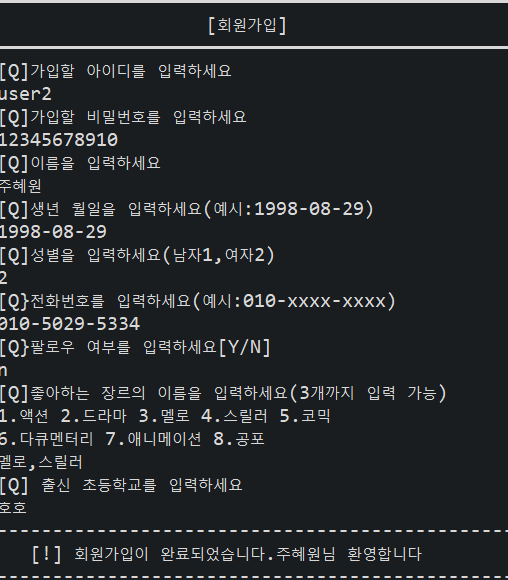 [회원가입]
[Q]가입할 아이디를 입력하세요
user2
[Q]가입할 비밀번호를 입력하세요
12345678910
[Q]이름을 입력하세요
주혜원
[Q]생년 월일을 입력하세요(예시:1998-08-29)
1998-08-29
[Q]성별을 입력하세요(남자1,여자2)
2
[Q}전화번호를 입력하세요(예시:010-xxxx-xxxx)
010-5029-5334
[Q}팔로우 여부를 입력하세요[Y/N]
n
[Q]좋아하는 장르의 이름을 입력하세요(3개까지 입력 가능)
1.액션 2.드라마 3.멜로 4.스릴러 5.코믹
6.다큐멘터리 7.애니메이션 8.공포
멜로,스릴러
[Q] 출신 초등학교를 입력하세요
호호
[!] 회원가입이 완료되었습니다.주혜원님 환영합니다